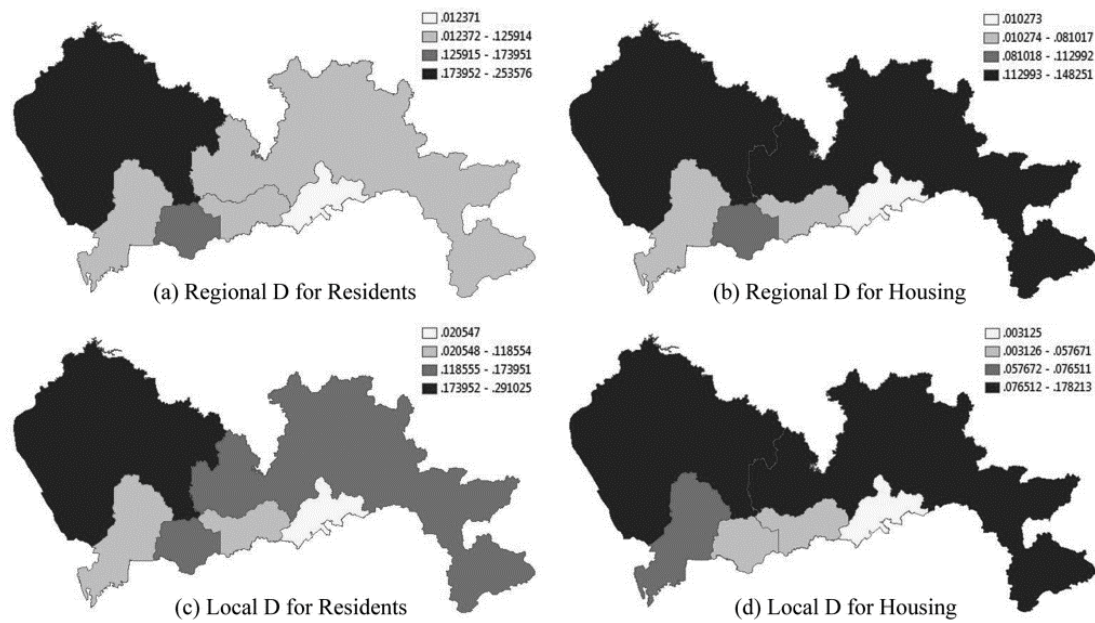 .012371
.012372 - .125914
.125915 - .173951
.173952 - .253576
(a) Regional D for Residents
.010273
.010274 - .081017
.081018 - .112992
.112993 - .148251
(b) Regional D for Housing
.020547
.020548 - .118554
.118555 - .173951
.173952 - .291025
(c) Local D for Residents
.003125
.003126 - .057671
.057672 - .076511
.076512 - .178213
(d) Local D for Housing